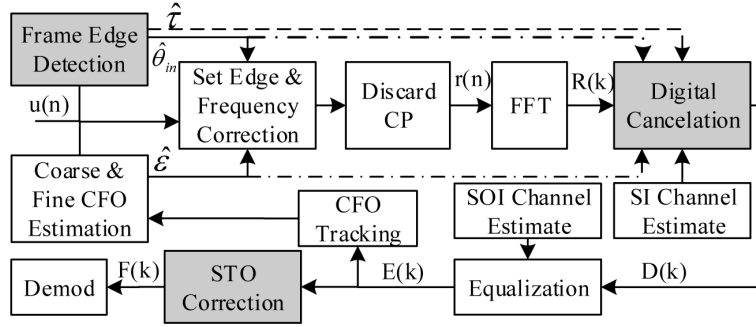 Frame Edge
Detection
τ̂
θ̂in
u(n)
Set Edge &
Frequency
Correction
Discard
CP
r(n)
FFT
R(k)
Digital
Cancelation
Coarse &
Fine CFO
Estimation
ε̂
CFO
Tracking
SOI Channel
Estimate
SI Channel
Estimate
Demod
F(k)
STO
Correction
E(k)
Equalization
D(k)